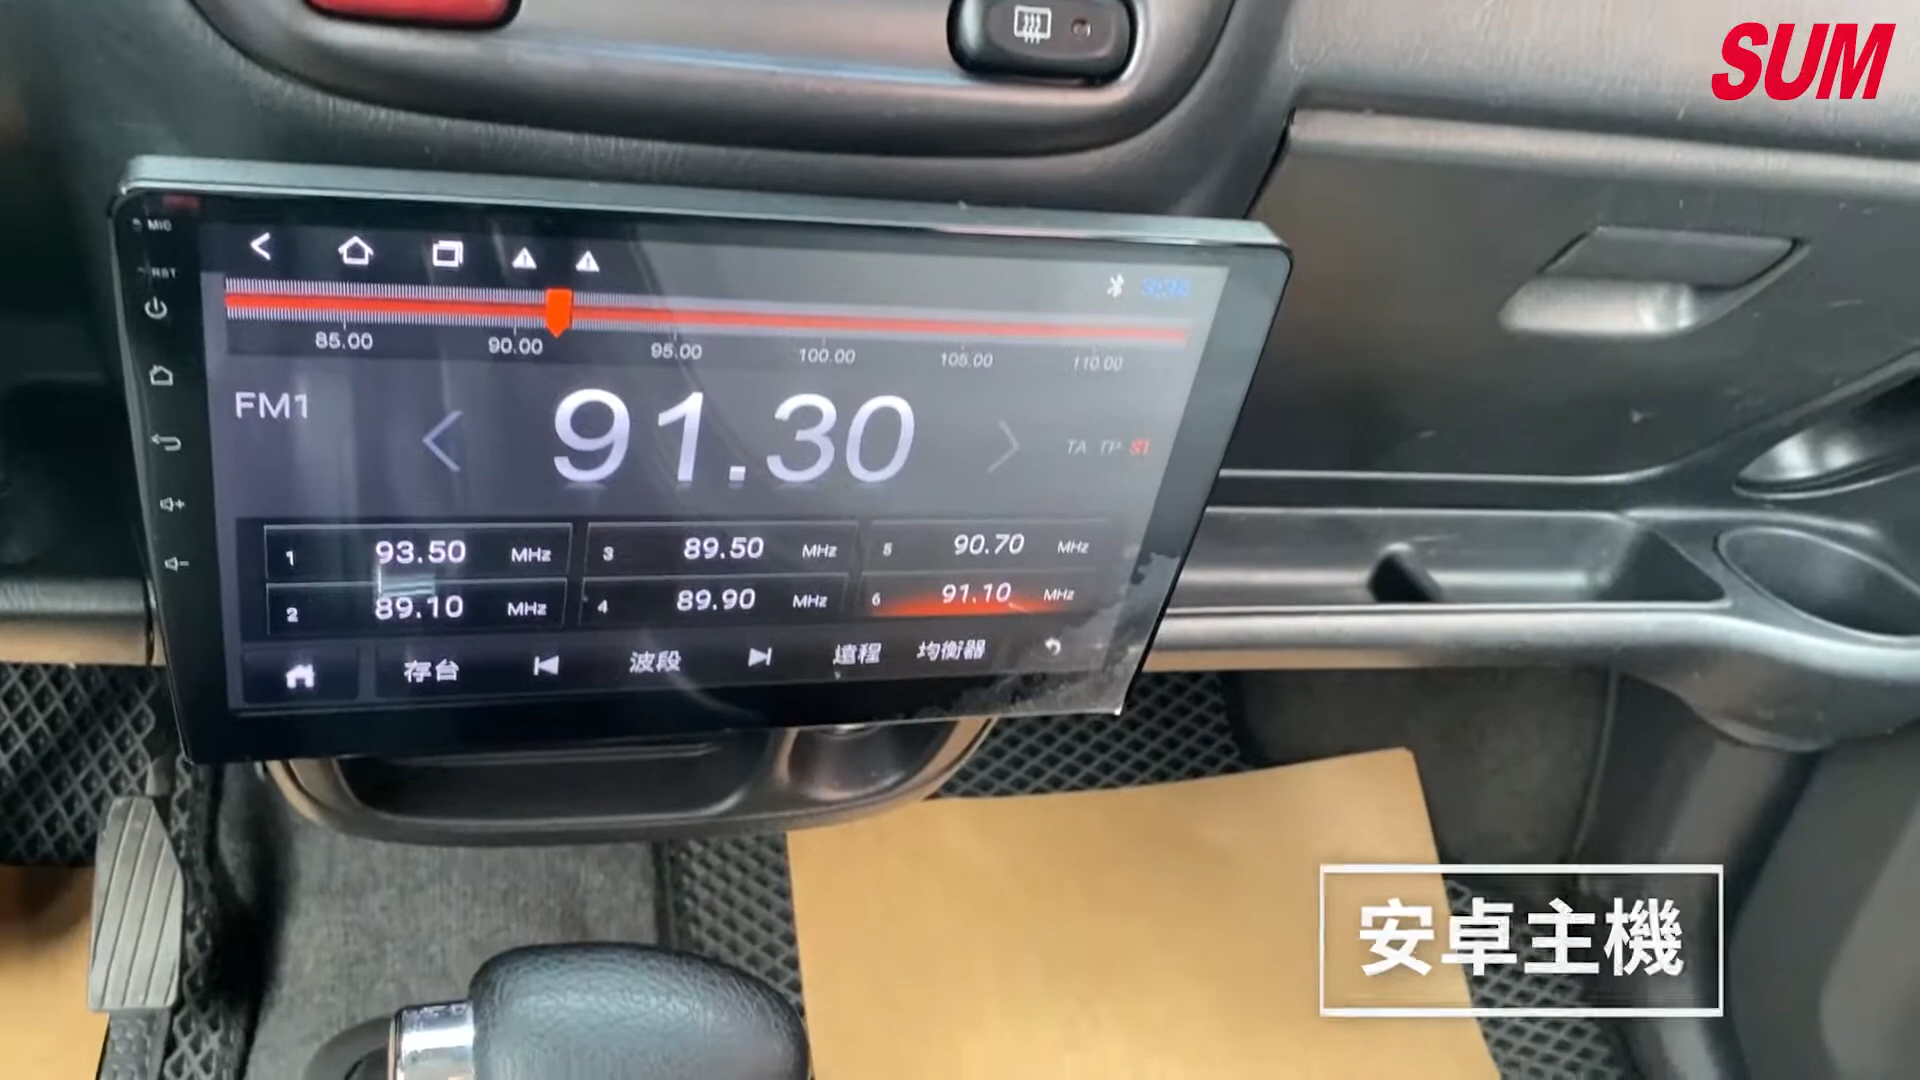 SUM
MIC
RST
85.00 90.00 95.00 100.00 105.00 110.00
FM1
91.30
TA TP
1 93.50 MHz
3 89.50 MHz
5 90.70 MHz
2 89.10 MHz
4 89.90 MHz
6 91.10 MHz
存台 波段 遠程 均衡器
安卓主機